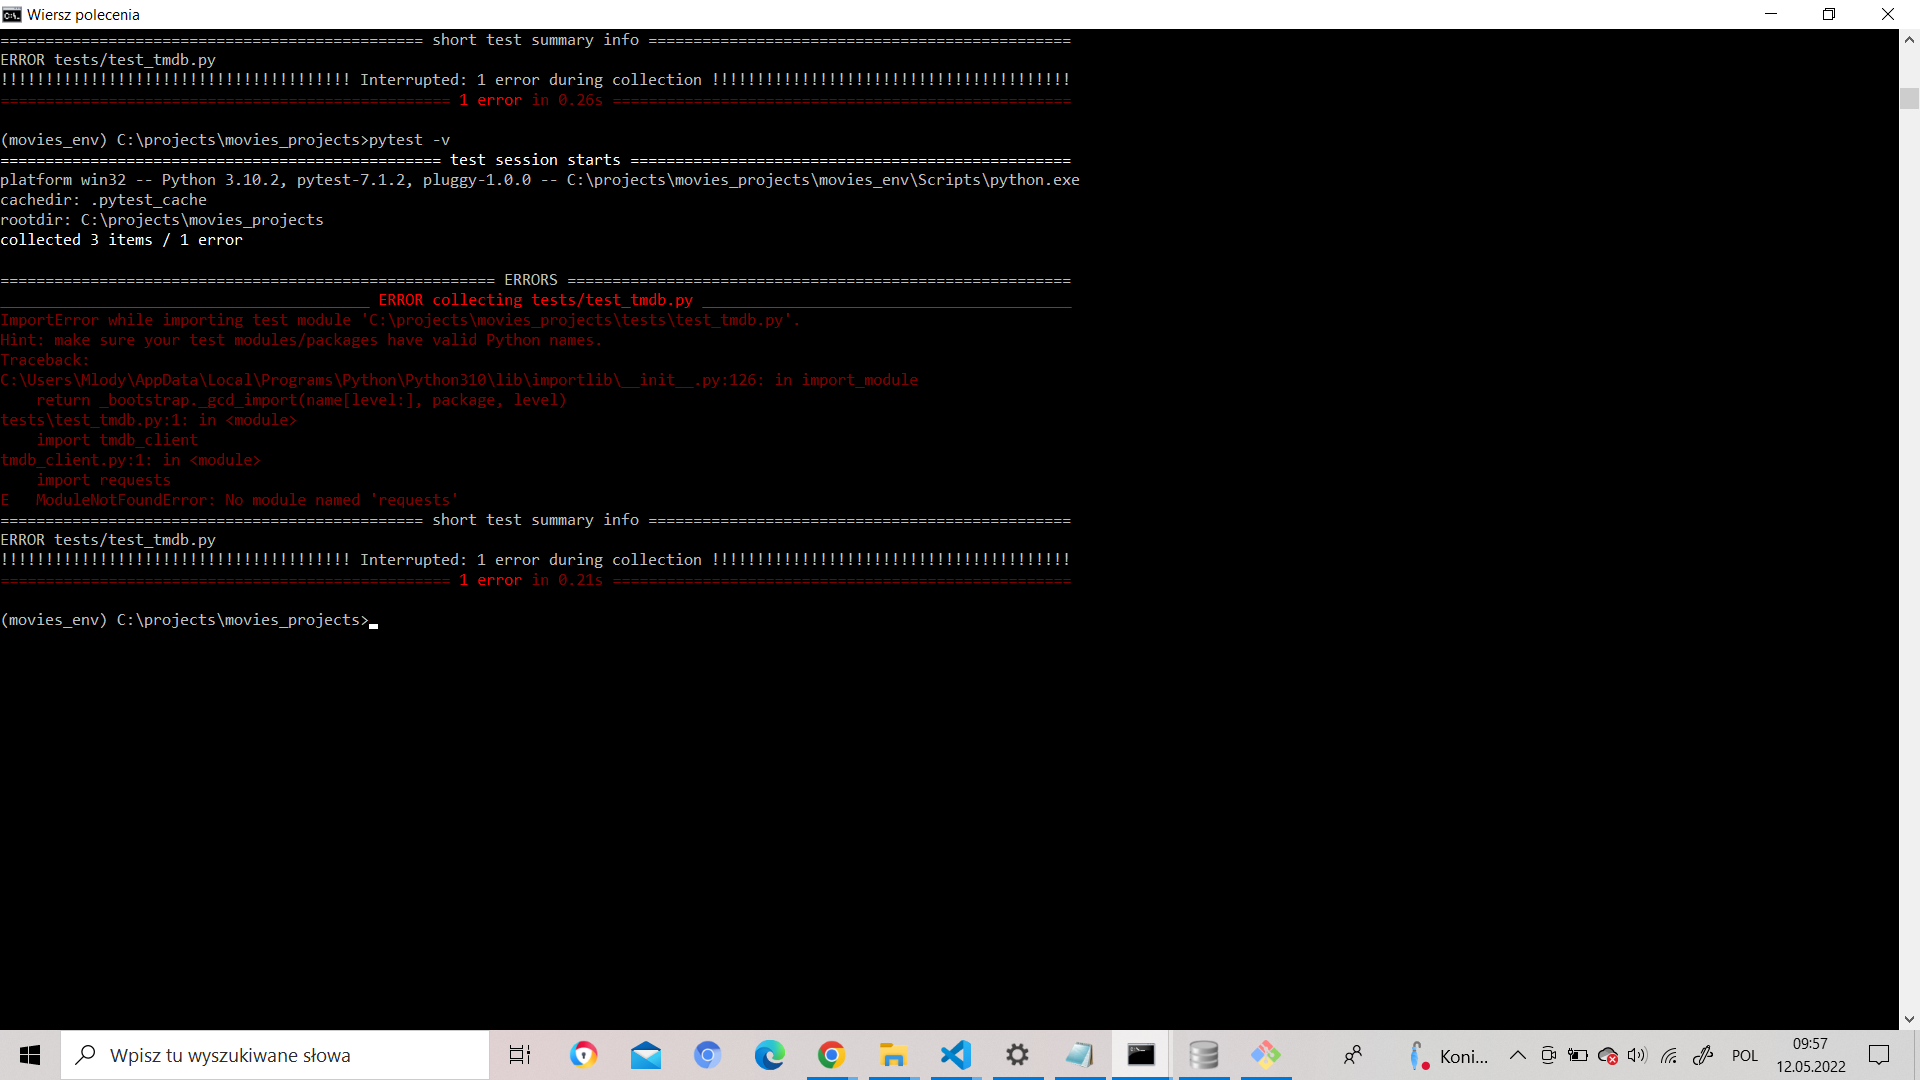 Wiersz polecenia
=============================================== short test summary info ===============================================
ERROR tests/test_tmdb.py
!!!!!!!!!!!!!!!!!!!!!!!!!!!!!!!!!!!!!!! Interrupted: 1 error during collection !!!!!!!!!!!!!!!!!!!!!!!!!!!!!!!!!!!!!!!!
================================================== 1 error in 0.26s ===================================================
(movies_env) C:\projects\movies_projects>pytest -v
================================================= test session starts =================================================
platform win32 -- Python 3.10.2, pytest-7.1.2, pluggy-1.0.0 -- C:\projects\movies_projects\movies_env\Scripts\python.exe
cachedir: .pytest_cache
rootdir: C:\projects\movies_projects
collected 3 items / 1 error
======================================================= ERRORS ========================================================
_________________________________________ ERROR collecting tests/test_tmdb.py _________________________________________
ImportError while importing test module 'C:\projects\movies_projects\tests\test_tmdb.py'.
Hint: make sure your test modules/packages have valid Python names.
Traceback:
C:\Users\Mlody\AppData\Local\Programs\Python\Python310\lib\importlib\__init__.py:126: in import_module
    return _bootstrap._gcd_import(name[level:], package, level)
tests\test_tmdb.py:1: in <module>
    import tmdb_client
tmdb_client.py:1: in <module>
    import requests
E   ModuleNotFoundError: No module named 'requests'
=============================================== short test summary info ===============================================
ERROR tests/test_tmdb.py
!!!!!!!!!!!!!!!!!!!!!!!!!!!!!!!!!!!!!!! Interrupted: 1 error during collection !!!!!!!!!!!!!!!!!!!!!!!!!!!!!!!!!!!!!!!!
================================================== 1 error in 0.21s ===================================================
(movies_env) C:\projects\movies_projects>
Wpisz tu wyszukiwane słowa
Koni...
POL
09:57
12.05.2022